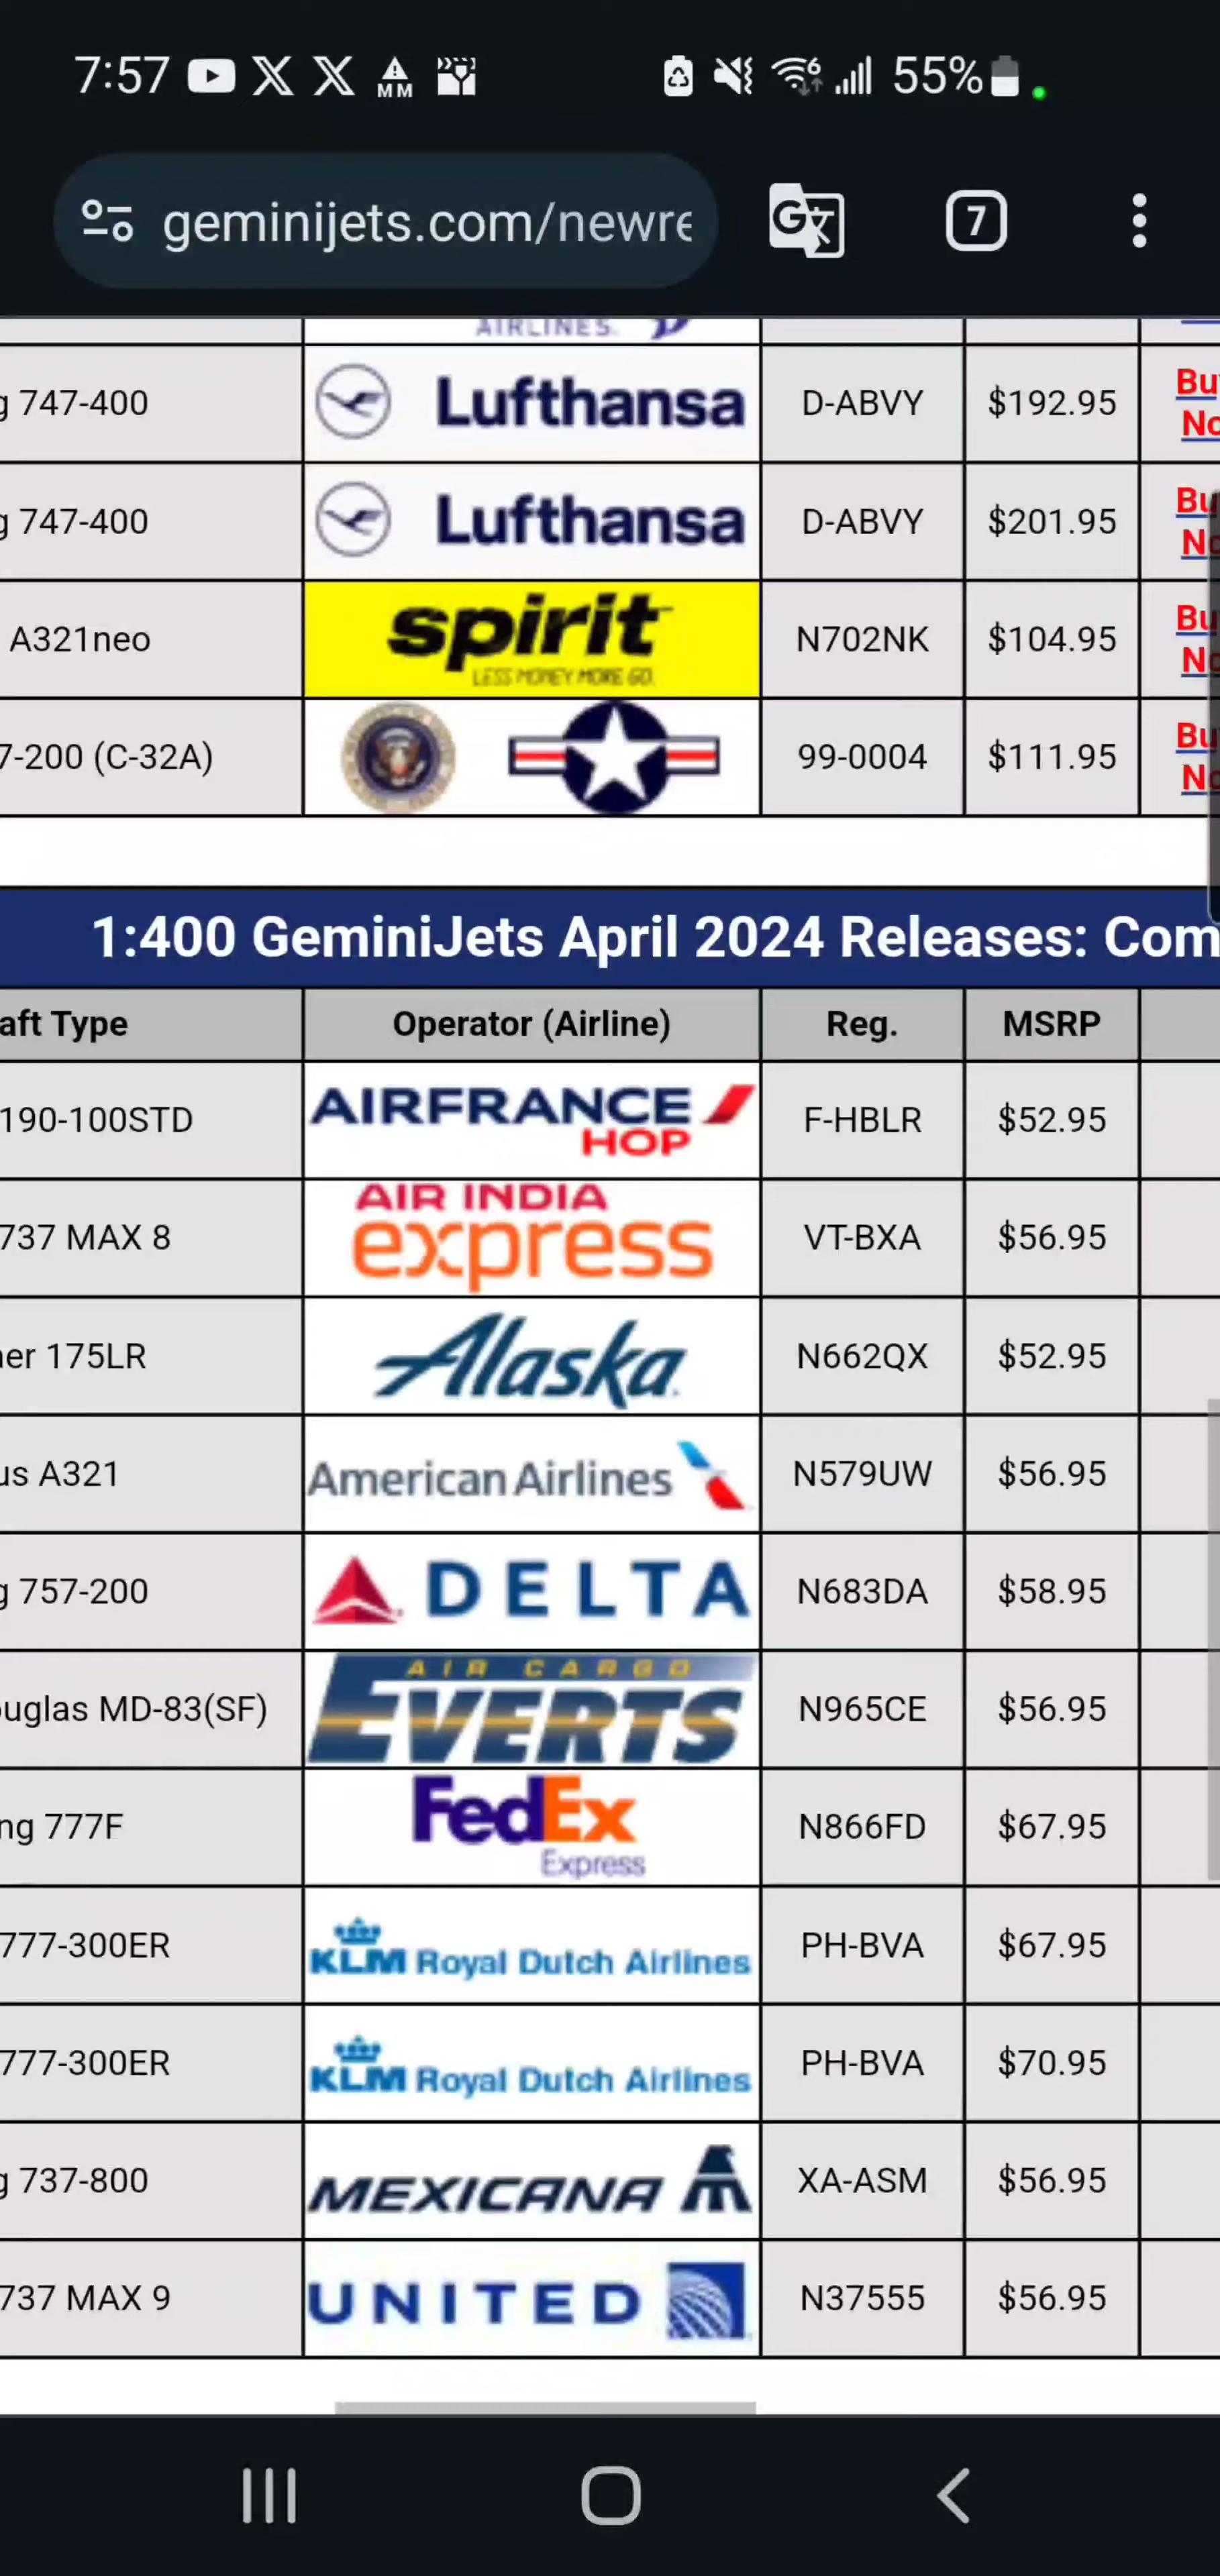 7:57 MM 6 55%
geminijets.com/newre 7
AIRLINES.
g 747-400 Lufthansa D-ABVY $192.95 Bu
No
g 747-400 Lufthansa D-ABVY $201.95 Bu
No
A321neo spirit N702NK $104.95 Bu
LESS MONEY MORE GO. No
7-200 (C-32A) 99-0004 $111.95 Bu
No
1:400 GeminiJets April 2024 Releases: Com
aft Type Operator (Airline) Reg. MSRP
190-100STD AIRFRANCE HOP F-HBLR $52.95
737 MAX 8 AIR INDIA express VT-BXA $56.95
er 175LR Alaska N662QX $52.95
us A321 American Airlines N579UW $56.95
g 757-200 DELTA N683DA $58.95
ouglas MD-83(SF) AIR CARGO EVERTS N965CE $56.95
ng 777F FedEx Express N866FD $67.95
777-300ER KLM Royal Dutch Airlines PH-BVA $67.95
777-300ER KLM Royal Dutch Airlines PH-BVA $70.95
g 737-800 MEXICANA XA-ASM $56.95
737 MAX 9 UNITED N37555 $56.95